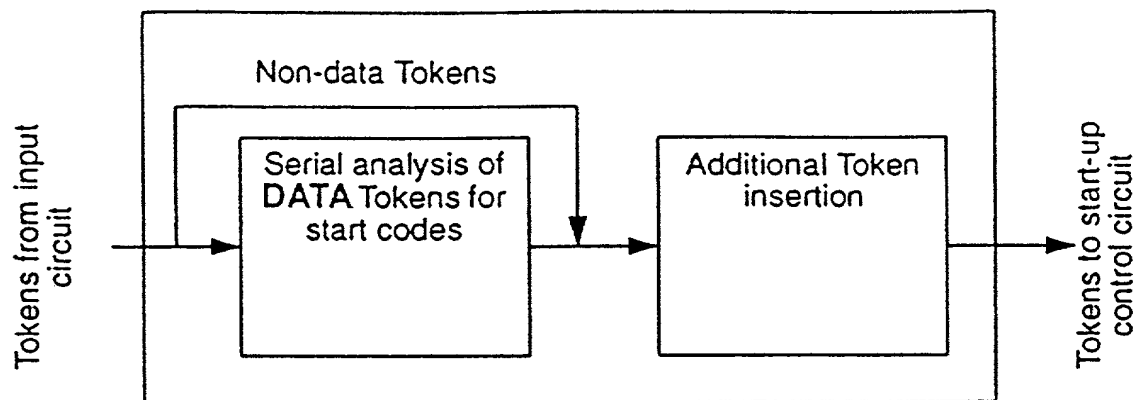 Non-data Tokens
Tokens from input
circuit
Serial analysis of
DATA Tokens for
start codes
Additional Token
insertion
Tokens to start-up
control circuit